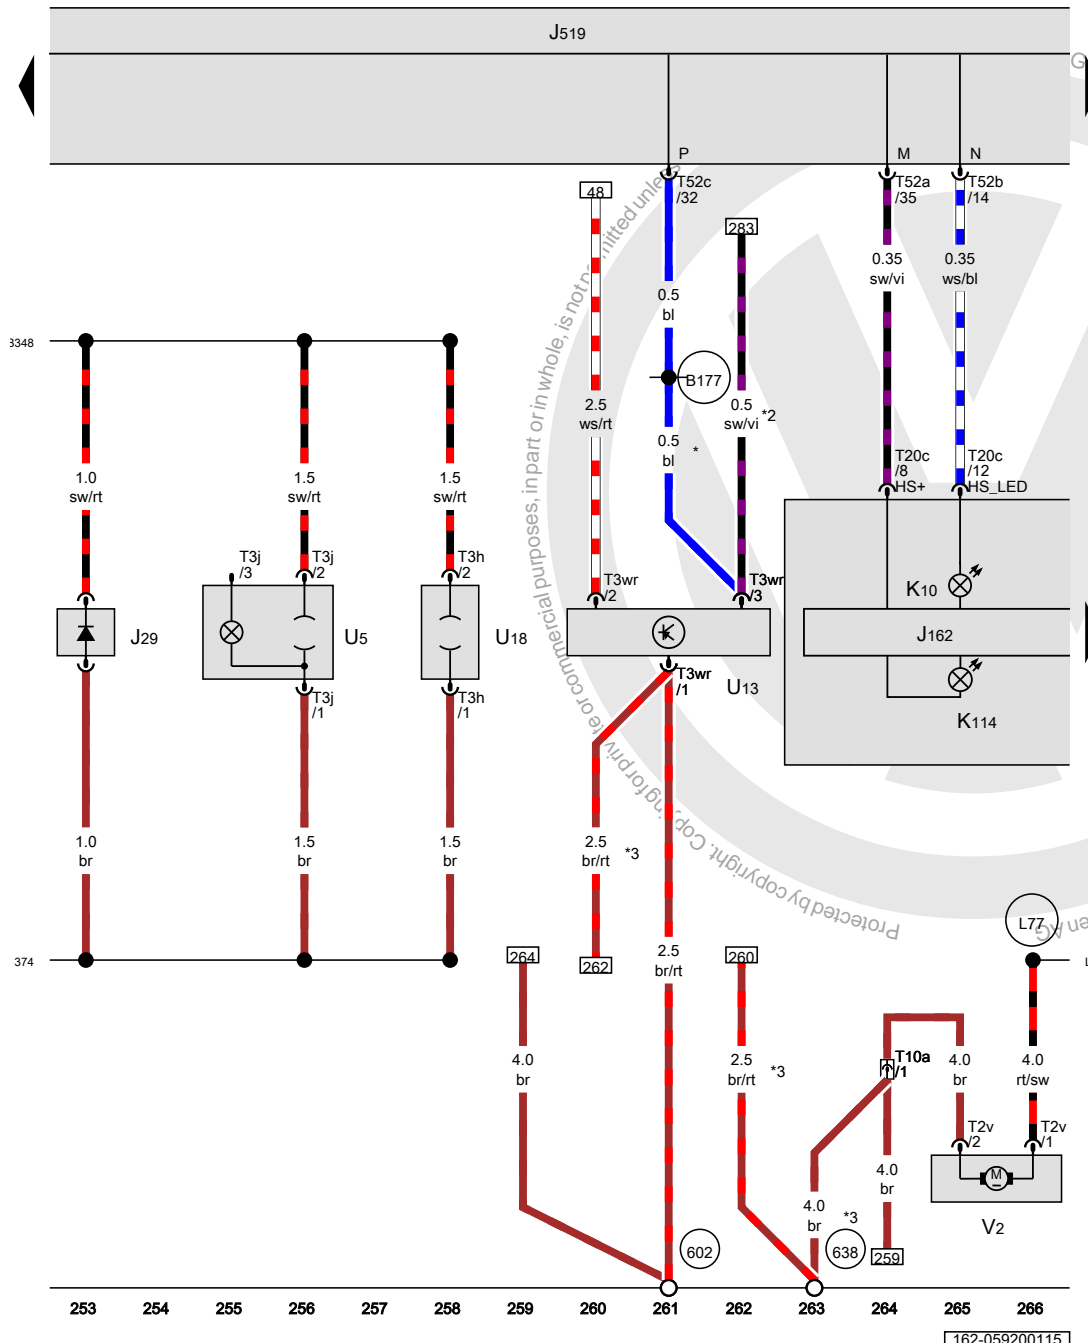 J519
P
M
N
T52c
/32
T52a
/35
T52b
/14
48
283
0.35
sw/vi
0.35
ws/bl
0.5
bl
B177
2.5
ws/rt
0.5
sw/vi
*2
0.5
bl
*
3348
1.0
sw/rt
1.5
sw/rt
1.5
sw/rt
T20c
/8
HS+
T20c
/12
HS_LED
T3j
/3
T3j
/2
T3h
/2
T3wr
/2
T3wr
/3
K10
J29
U5
U18
J162
T3wr
/1
U13
T3j
/1
T3h
/1
K114
1.0
br
1.5
br
1.5
br
2.5
br/rt
*3
L77
374
264
262
2.5
br/rt
260
4.0
br
2.5
br/rt
*3
T10a
/1
4.0
br
4.0
rt/sw
T2v
/2
T2v
/1
M
4.0
br
4.0
br
*3
V2
602
638
259
253 254 255 256 257 258 259 260 261 262 263 264 265 266
162-059200115
Protected by copyright. Copying for private or commercial purposes, in part or in whole, is not permitted unless
en AG